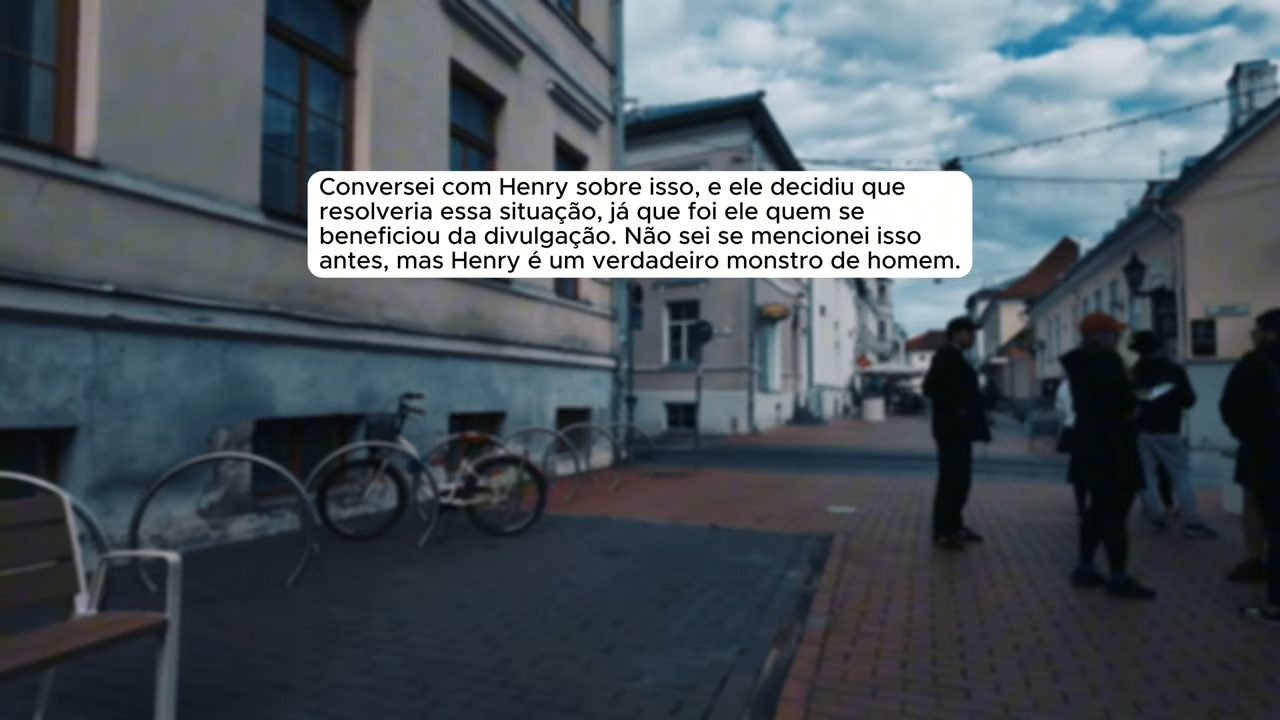 Conversei com Henry sobre isso, e ele decidiu que
resolveria essa situação, já que foi ele quem se
beneficiou da divulgação. Não sei se mencionei isso
antes, mas Henry é um verdadeiro monstro de homem.